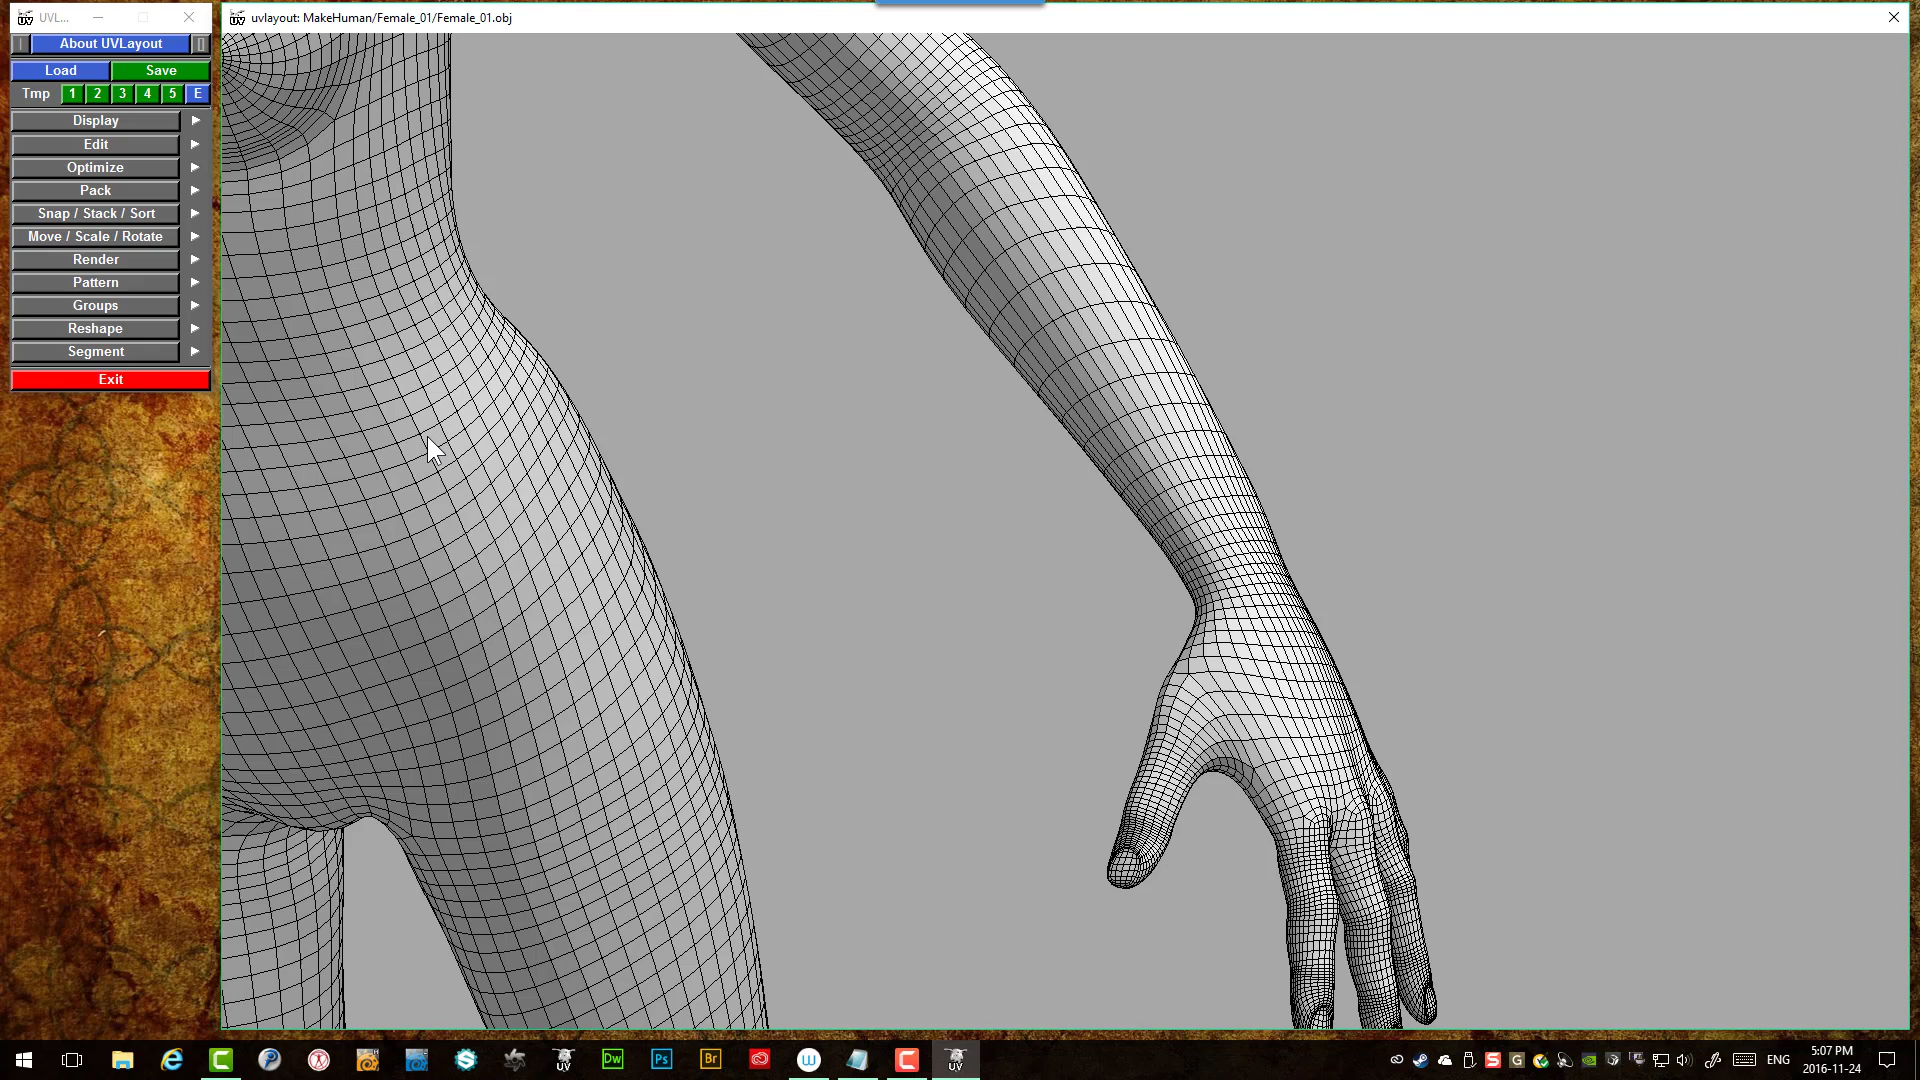 UVL...
uvlayout: MakeHuman/Female_01/Female_01.obj
About UVLayout
Load
Save
Tmp 1 2 3 4 5 E
Display
Edit
Optimize
Pack
Snap / Stack / Sort
Move / Scale / Rotate
Render
Pattern
Groups
Reshape
Segment
Exit
UV
Dw
Ps
Br
W
UV
ENG
5:07 PM
2016-11-24